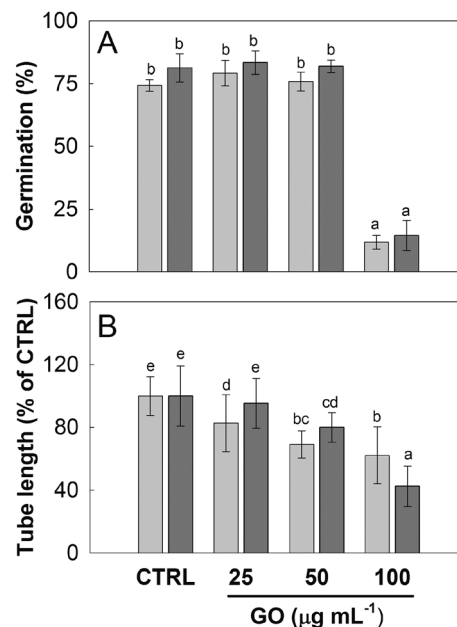 A
Germination (%)
100
75
50
25
0
b b b b b b a a
B
Tube length (% of CTRL)
160
120
80
40
0
e e d e bc cd b a
CTRL 25 50 100
GO (µg mL⁻¹)